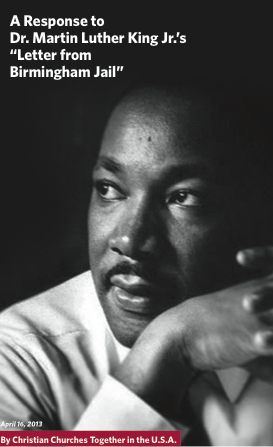 A Response to
Dr. Martin Luther King Jr.’s
“Letter from
Birmingham Jail”
April 16, 2013
By Christian Churches Together in the U.S.A.